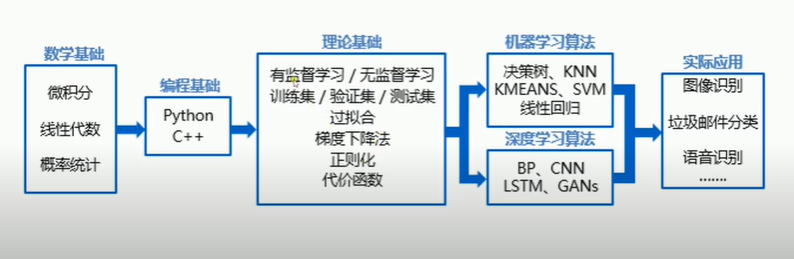 数学基础
微积分
线性代数
概率统计
编程基础
Python
C++
理论基础
有监督学习 / 无监督学习
训练集 / 验证集 / 测试集
过拟合
梯度下降法
正则化
代价函数
机器学习算法
决策树、KNN
KMEANS、SVM
线性回归
深度学习算法
BP、CNN
LSTM、GANs
实际应用
图像识别
垃圾邮件分类
语音识别
.......